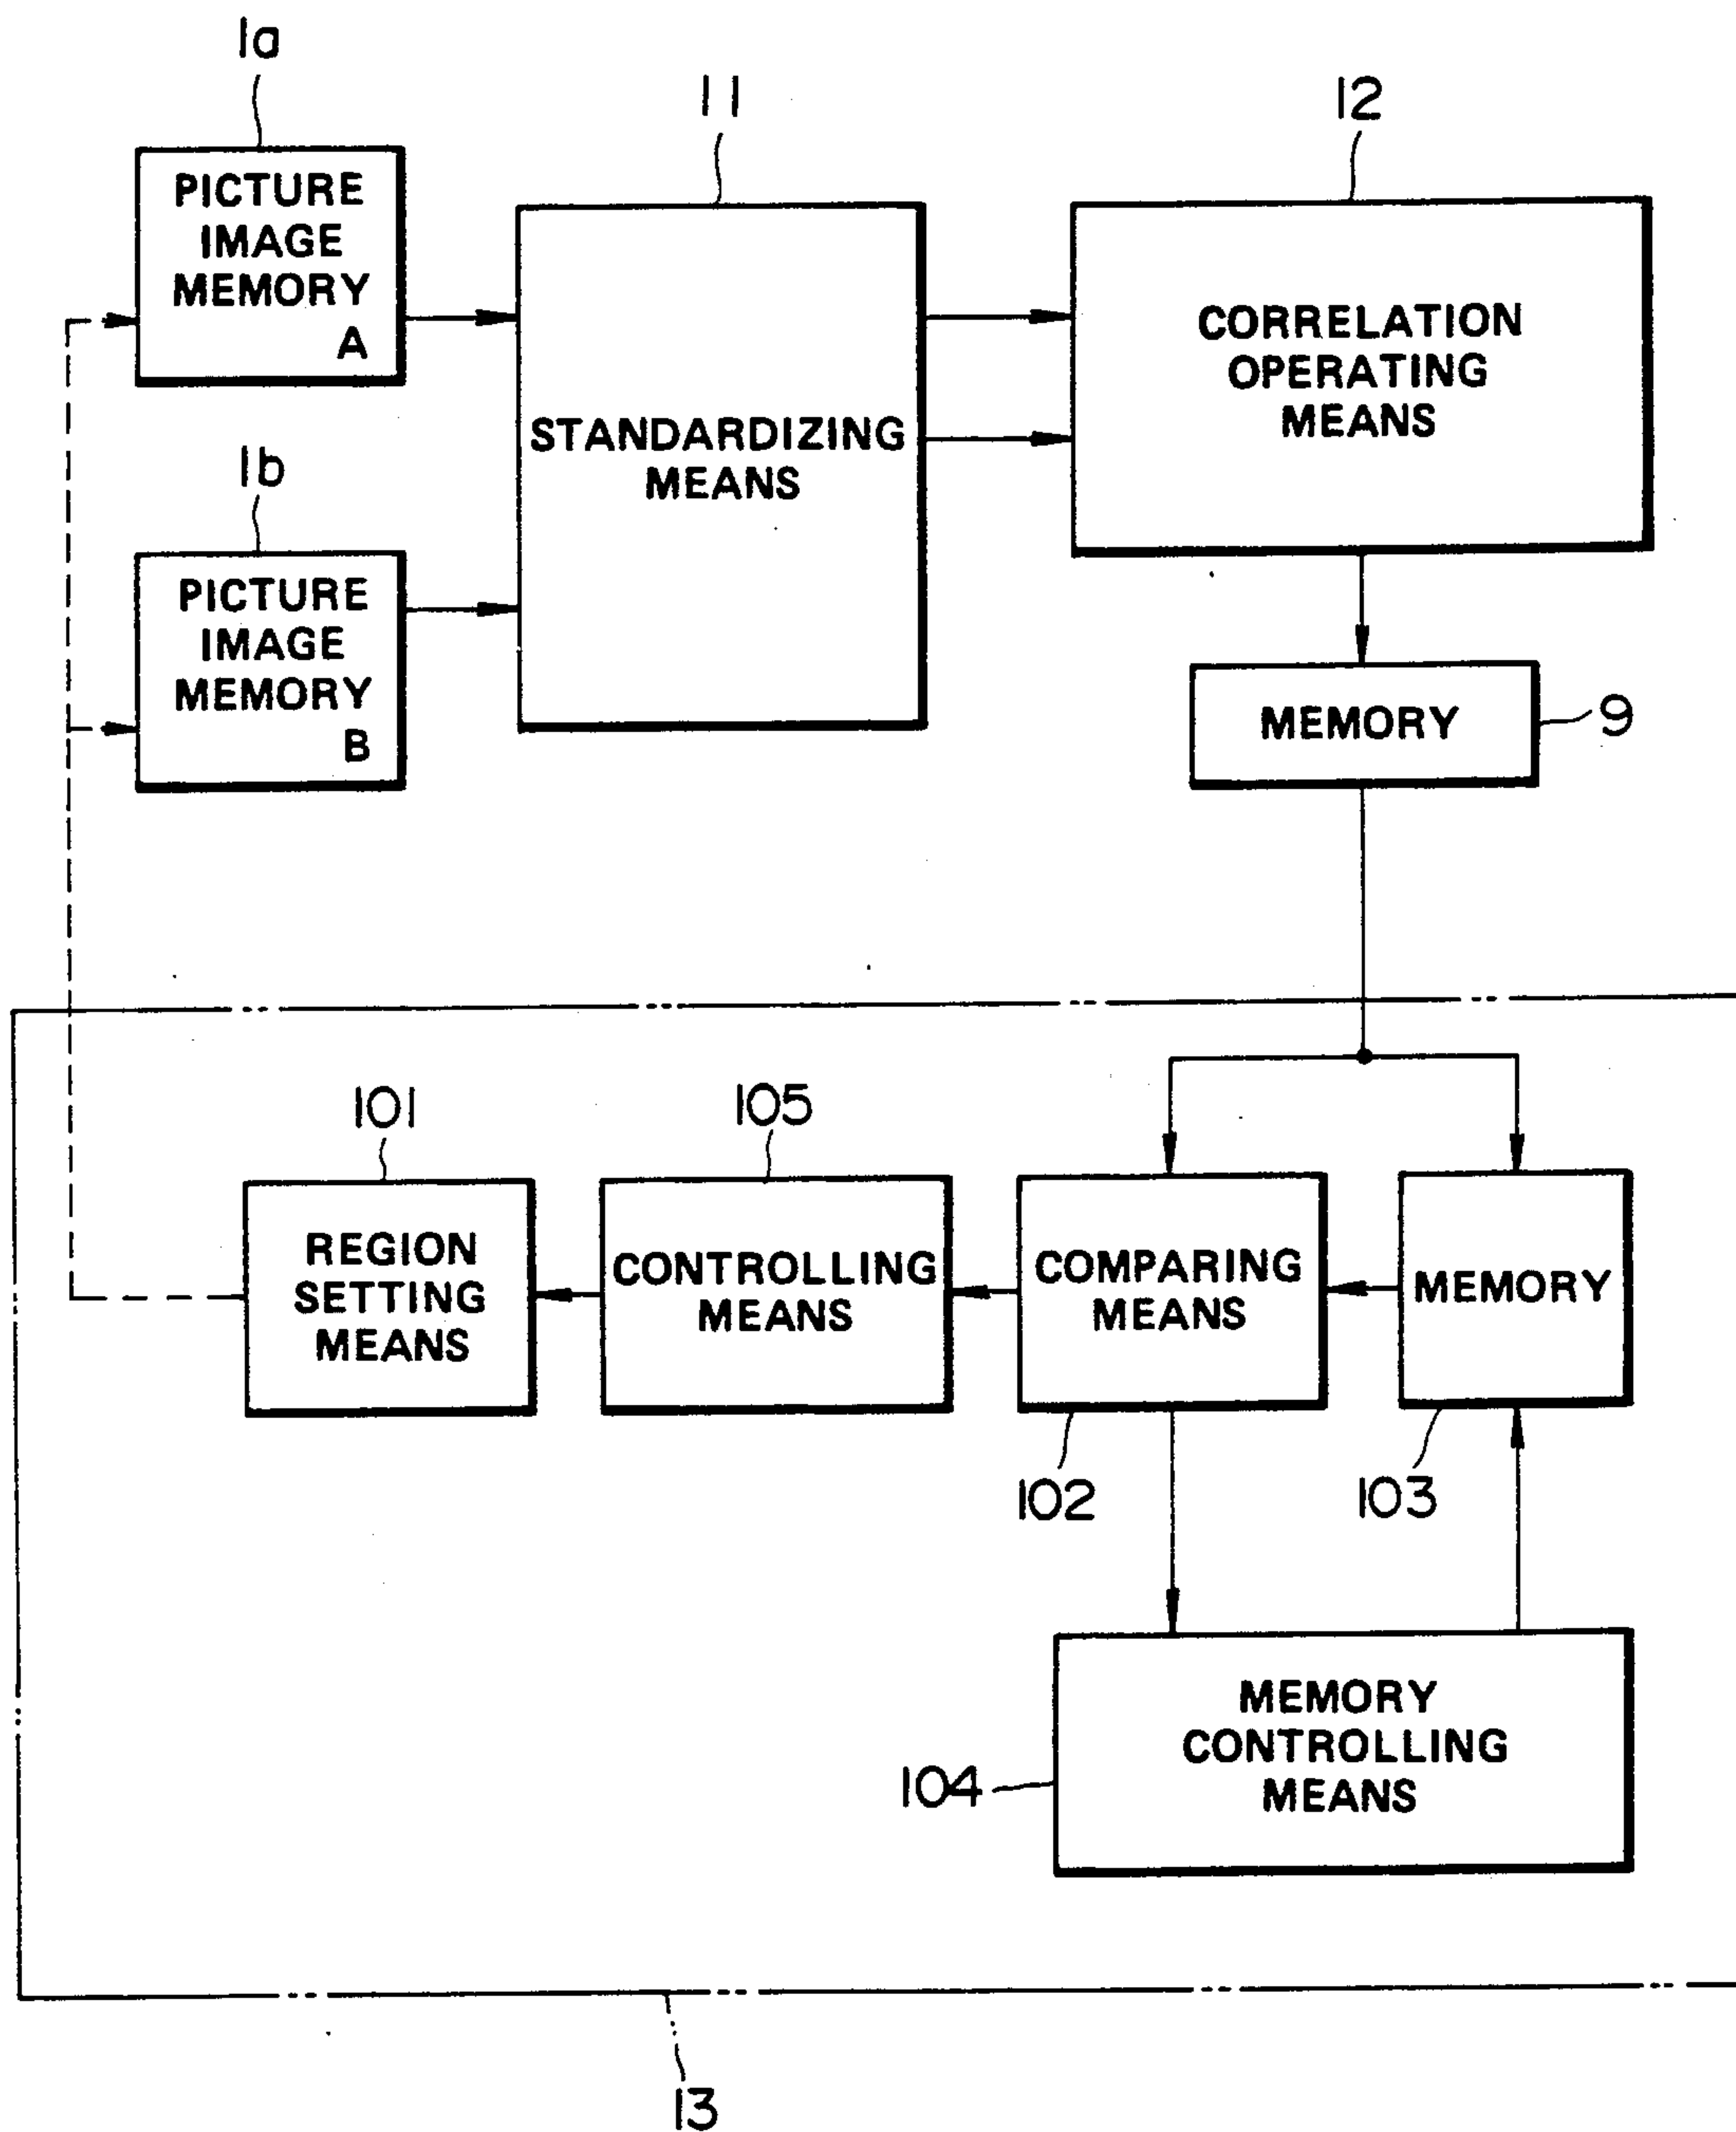 1a
PICTURE
IMAGE
MEMORY
A
11
STANDARDIZING
MEANS
12
CORRELATION
OPERATING
MEANS
1b
PICTURE
IMAGE
MEMORY
B
MEMORY
9
101
REGION
SETTING
MEANS
105
CONTROLLING
MEANS
COMPARING
MEANS
102
MEMORY
103
MEMORY
CONTROLLING
MEANS
104
13